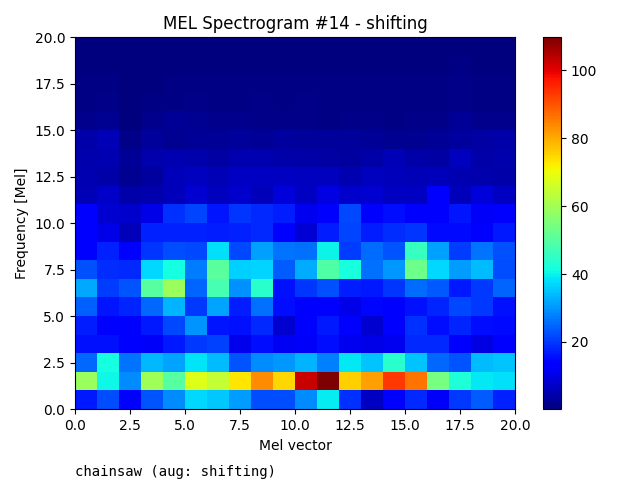 MEL Spectrogram #14 - shifting
20.0
17.5
15.0
12.5
10.0
7.5
5.0
2.5
0.0
Frequency [Mel]
0.0 2.5 5.0 7.5 10.0 12.5 15.0 17.5 20.0
Mel vector
100
80
60
40
20
chainsaw (aug: shifting)